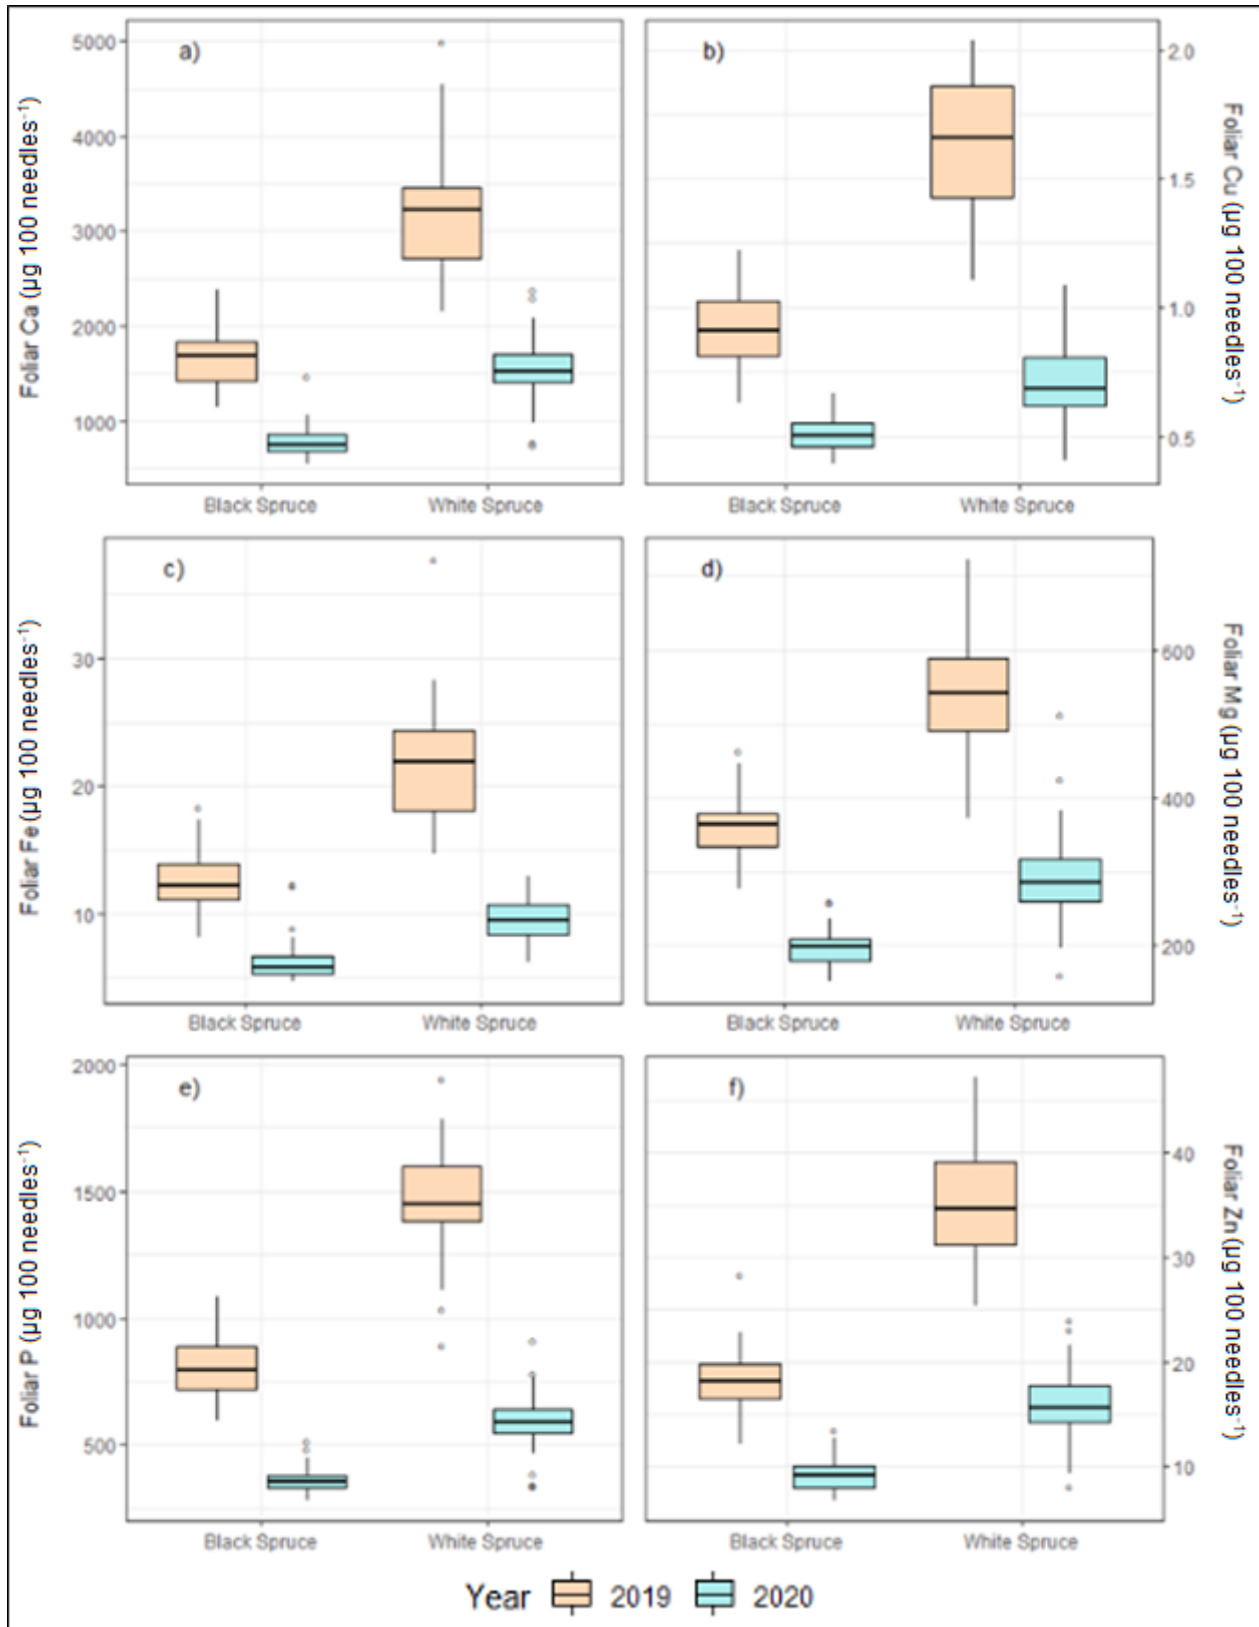 a)
5000
4000
3000
2000
1000
Foliar Ca (µg 100 needles⁻¹)
Black Spruce White Spruce
b)
2.0
1.5
1.0
0.5
Foliar Cu (µg 100 needles⁻¹)
Black Spruce White Spruce
c)
30
20
10
Foliar Fe (µg 100 needles⁻¹)
Black Spruce White Spruce
d)
600
400
200
Foliar Mg (µg 100 needles⁻¹)
Black Spruce White Spruce
e)
2000
1500
1000
500
Foliar P (µg 100 needles⁻¹)
Black Spruce White Spruce
f)
40
30
20
10
Foliar Zn (µg 100 needles⁻¹)
Black Spruce White Spruce
Year 2019 2020